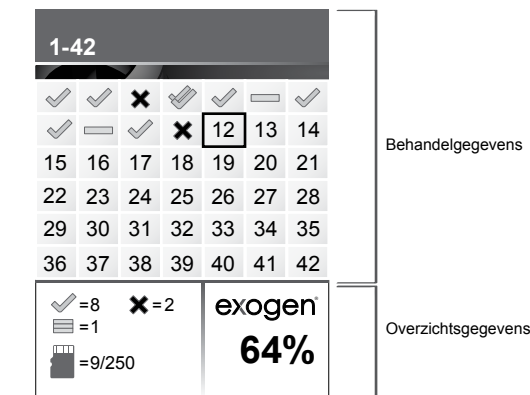 1-42
12 13 14
15 16 17 18 19 20 21
22 23 24 25 26 27 28
29 30 31 32 33 34 35
36 37 38 39 40 41 42
=8 =2
=1
=9/250
exogen
64%
Behandelgegevens
Overzichtsgegevens